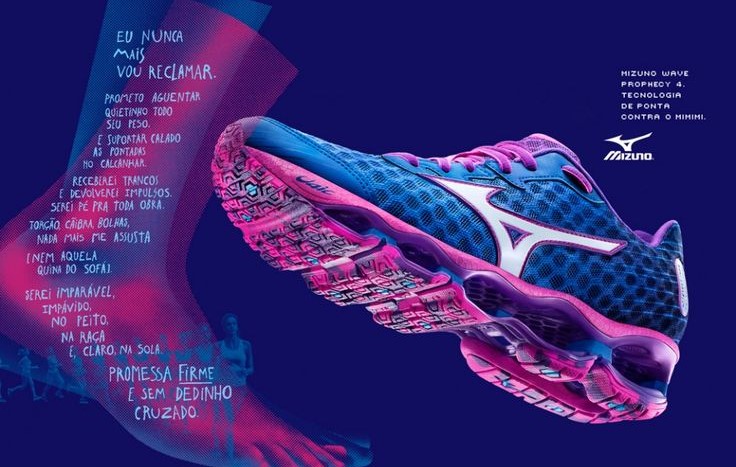 EU NUNCA
MAIS
VOU RECLAMAR.
PROMETO AGUENTAR
QUIETINHO TODO
SEU PESO.
E SUPORTAR CALADO
AS PONTADAS
NO CALCANHAR.
RECEBEREI TRANCOS
E DEVOLVEREI IMPULSOS.
SEREI PÉ PRA TODA OBRA.
TORÇÃO, CÃIBRA, BOLHAS,
NADA MAIS ME ASSUSTA
(NEM AQUELA
QUINA DO SOFÁ).
SEREI IMPARÁVEL,
IMPÁVIDO,
NO PEITO,
NA RAÇA
E, CLARO, NA SOLA.
PROMESSA FIRME
E SEM DEDINHO
CRUZADO.
MIZUNO WAVE
PROPHECY 4.
TECNOLOGIA
DE PONTA
CONTRA O MIMIMI.
MIZUNO